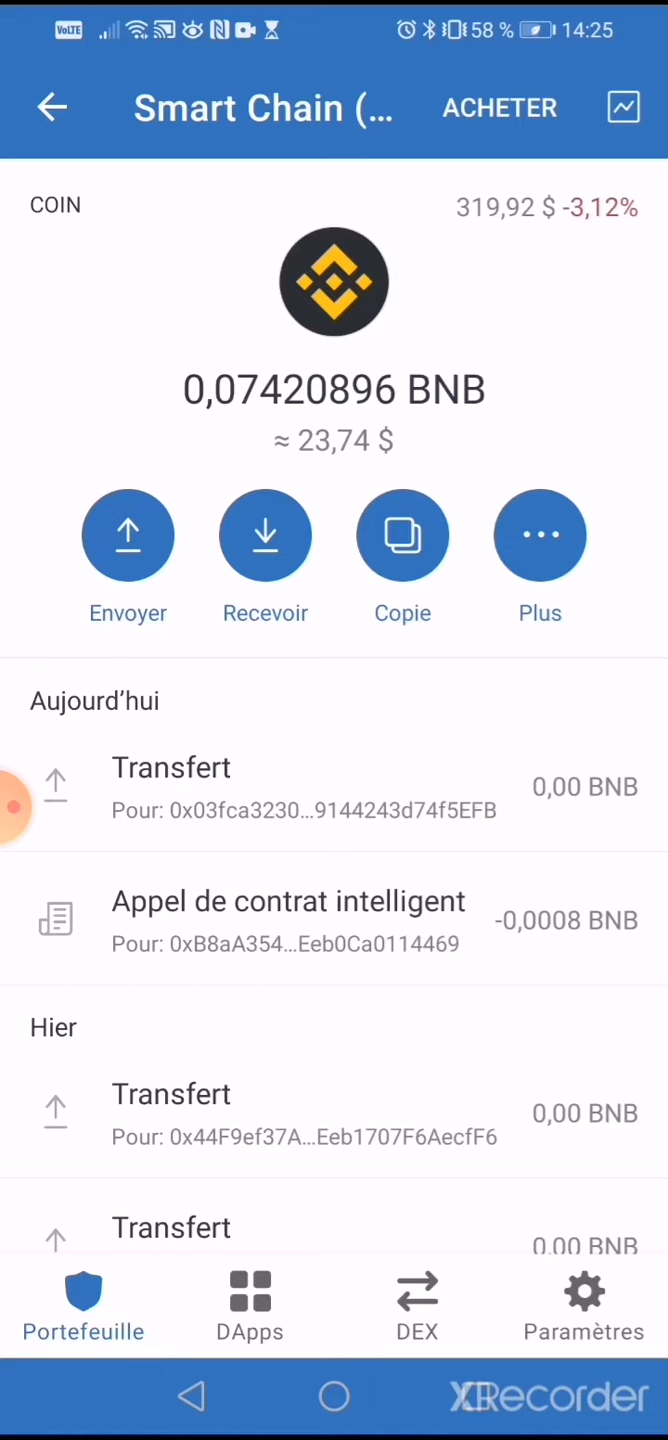 VoLTE 58 % 14:25
Smart Chain (... ACHETER
COIN 319,92 $ -3,12%
0,07420896 BNB
≈ 23,74 $
Envoyer Recevoir Copie Plus
Aujourd’hui
Transfert
0,00 BNB
Pour: 0x03fca3230...9144243d74f5EFB
Appel de contrat intelligent
-0,0008 BNB
Pour: 0xB8aA354...Eeb0Ca0114469
Hier
Transfert
0,00 BNB
Pour: 0x44F9ef37A...Eeb1707F6AecfF6
Transfert
0,00 BNB
Portefeuille DApps DEX Paramètres
XRecorder